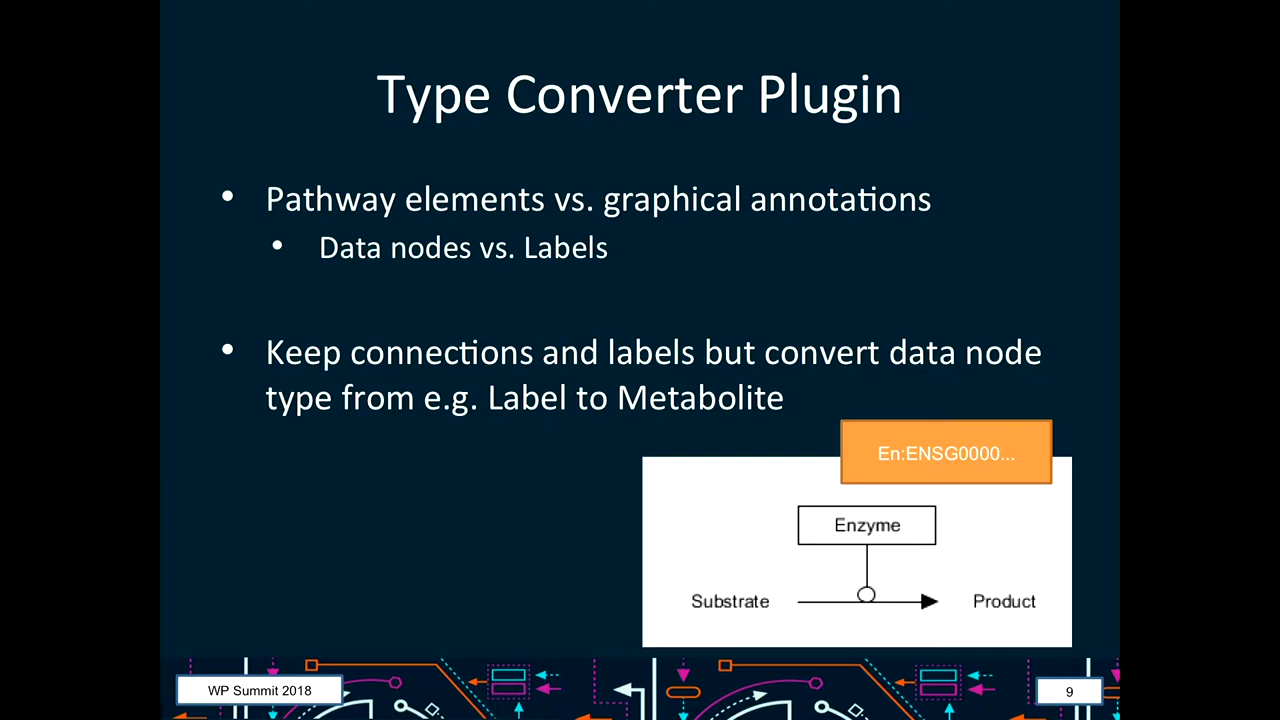 Type Converter Plugin
• Pathway elements vs. graphical annotations
• Data nodes vs. Labels
• Keep connections and labels but convert data node
type from e.g. Label to Metabolite
En:ENSG0000...
Enzyme
Substrate
Product
WP Summit 2018
9